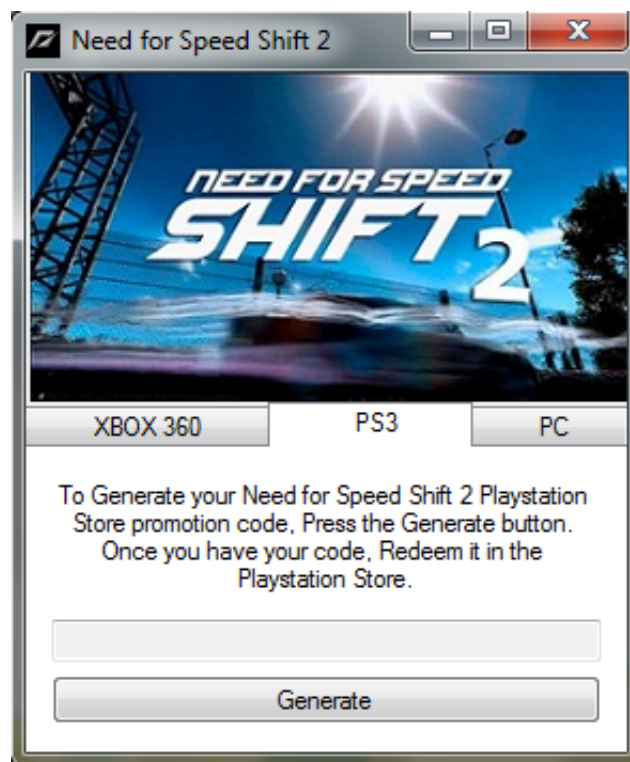 Need for Speed Shift 2
NEED FOR SPEED
SHIFT 2
XBOX 360
PS3
PC
To Generate your Need for Speed Shift 2 Playstation
Store promotion code, Press the Generate button.
Once you have your code, Redeem it in the
Playstation Store.
Generate